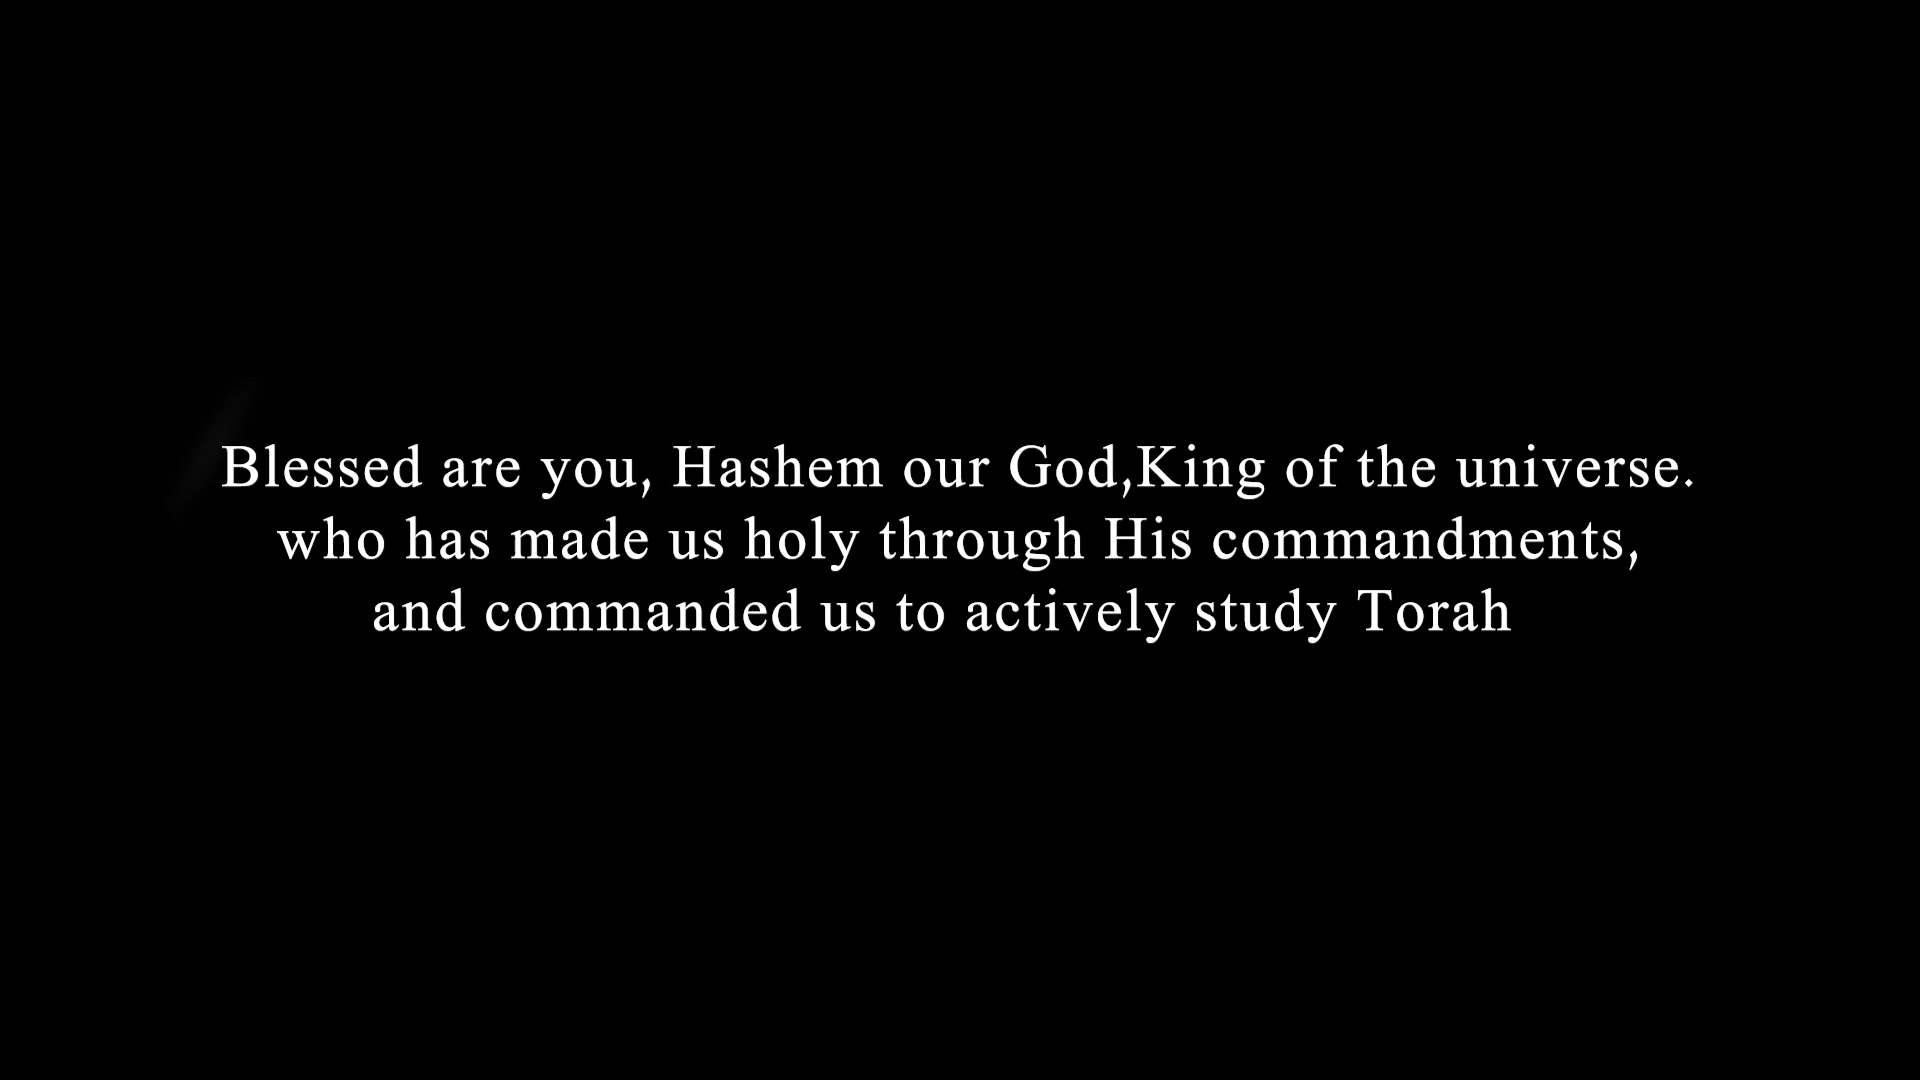 Blessed are you, Hashem our God,King of the universe.
who has made us holy through His commandments,
and commanded us to actively study Torah